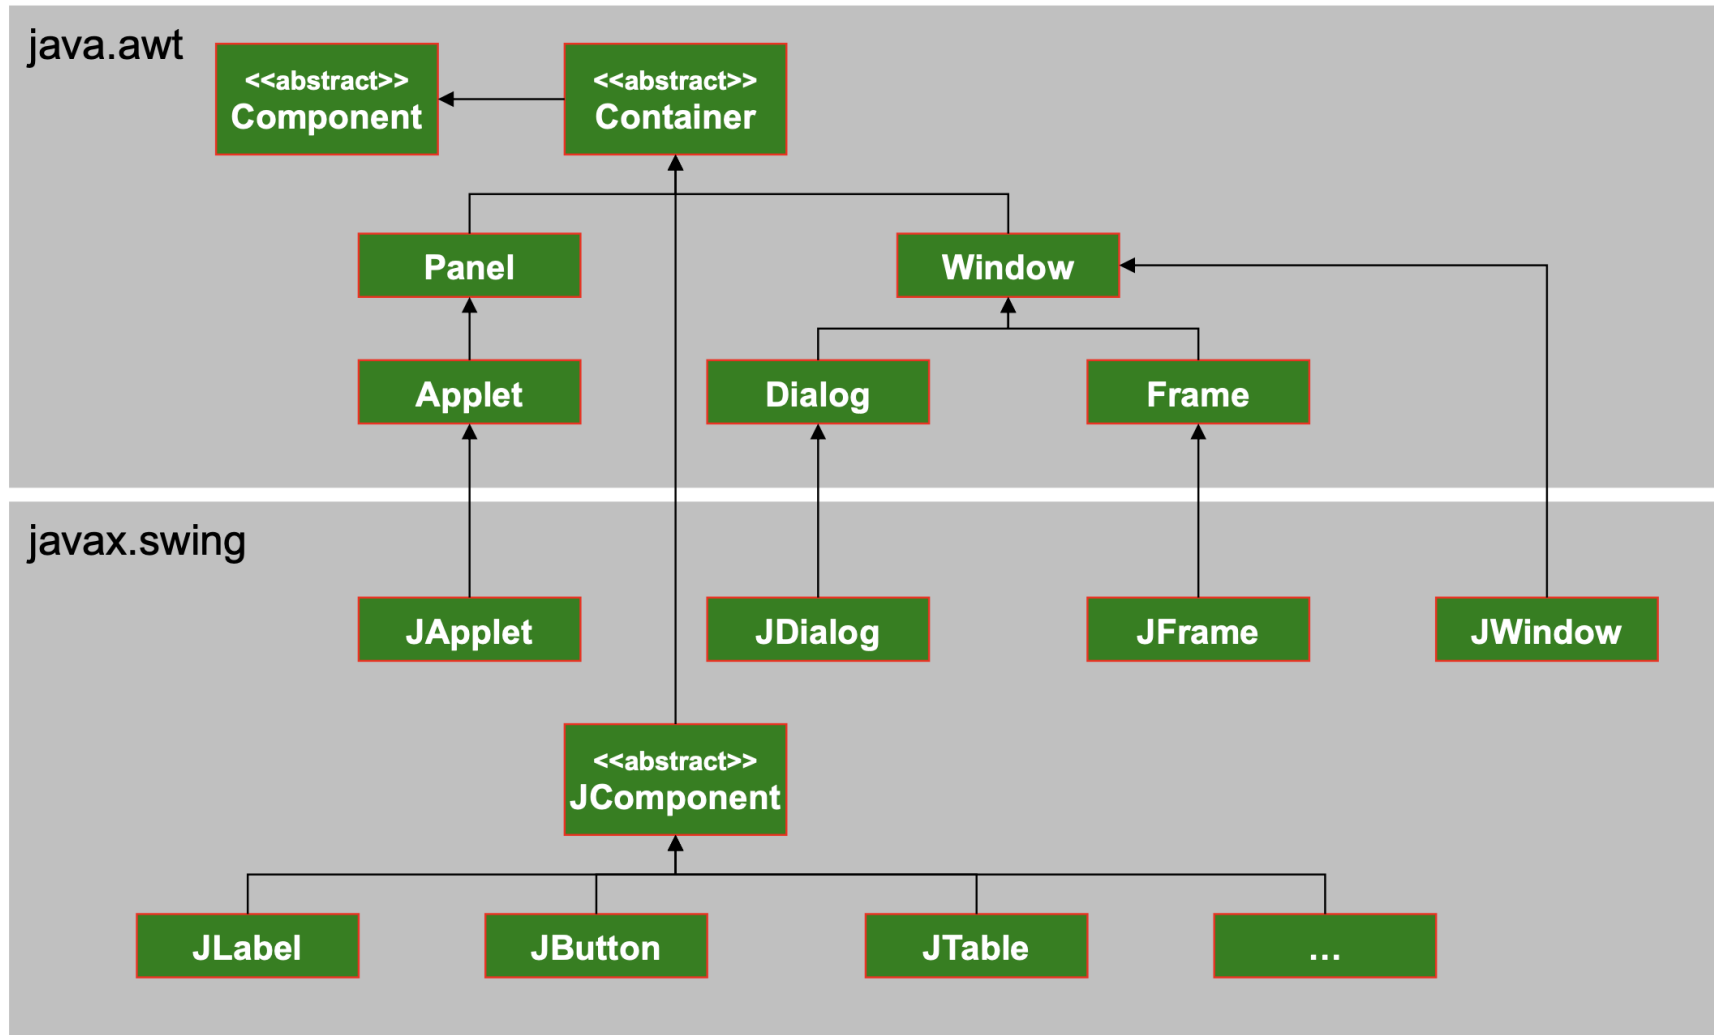 java.awt
<<abstract>>
Component
<<abstract>>
Container
Panel
Window
Applet
Dialog
Frame
javax.swing
JApplet
JDialog
JFrame
JWindow
<<abstract>>
JComponent
JLabel
JButton
JTable
...